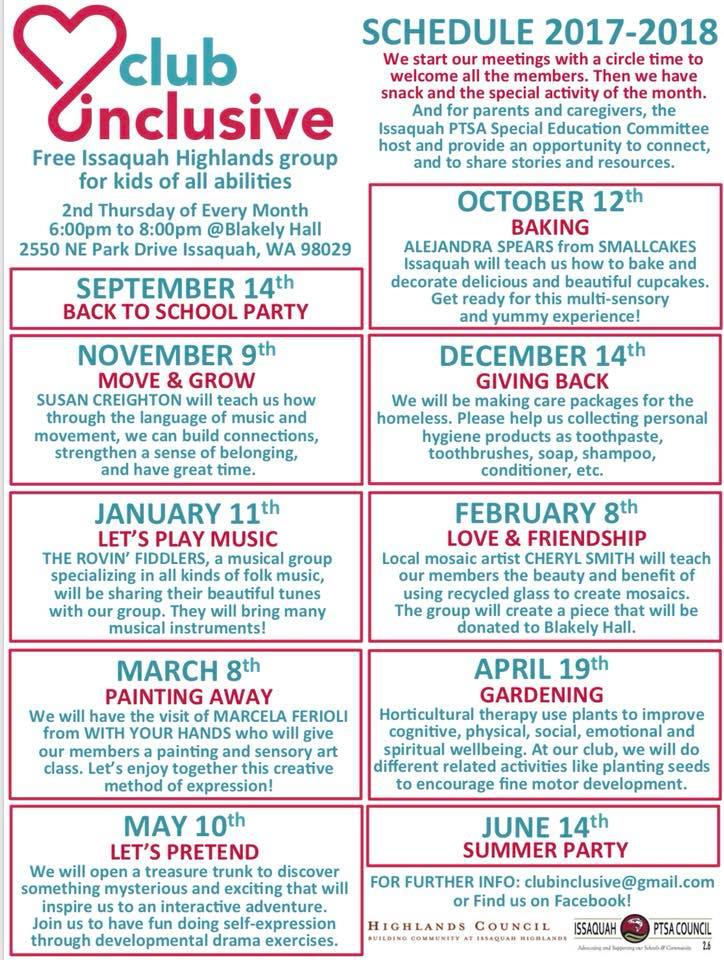 club
inclusive
Free Issaquah Highlands group
for kids of all abilities
2nd Thursday of Every Month
6:00pm to 8:00pm @Blakely Hall
2550 NE Park Drive Issaquah, WA 98029
SCHEDULE 2017-2018
We start our meetings with a circle time to
welcome all the members. Then we have
snack and the special activity of the month.
And for parents and caregivers, the
Issaquah PTSA Special Education Committee
host and provide an opportunity to connect,
and to share stories and resources.
SEPTEMBER 14th
BACK TO SCHOOL PARTY
OCTOBER 12th
BAKING
ALEJANDRA SPEARS from SMALLCAKES
Issaquah will teach us how to bake and
decorate delicious and beautiful cupcakes.
Get ready for this multi-sensory
and yummy experience!
NOVEMBER 9th
MOVE & GROW
SUSAN CREIGHTON will teach us how
through the language of music and
movement, we can build connections,
strengthen a sense of belonging,
and have great time.
DECEMBER 14th
GIVING BACK
We will be making care packages for the
homeless. Please help us collecting personal
hygiene products as toothpaste,
toothbrushes, soap, shampoo,
conditioner, etc.
JANUARY 11th
LET'S PLAY MUSIC
THE ROVIN' FIDDLERS, a musical group
specializing in all kinds of folk music,
will be sharing their beautiful tunes
with our group. They will bring many
musical instruments!
FEBRUARY 8th
LOVE & FRIENDSHIP
Local mosaic artist CHERYL SMITH will teach
our members the beauty and benefit of
using recycled glass to create mosaics.
The group will create a piece that will be
donated to Blakely Hall.
MARCH 8th
PAINTING AWAY
We will have the visit of MARCELA FERIOLI
from WITH YOUR HANDS who will give
our members a painting and sensory art
class. Let's enjoy together this creative
method of expression!
APRIL 19th
GARDENING
Horticultural therapy use plants to improve
cognitive, physical, social, emotional and
spiritual wellbeing. At our club, we will do
different related activities like planting seeds
to encourage fine motor development.
MAY 10th
LET'S PRETEND
We will open a treasure trunk to discover
something mysterious and exciting that will
inspire us to an interactive adventure.
Join us to have fun doing self-expression
through developmental drama exercises.
JUNE 14th
SUMMER PARTY
FOR FURTHER INFO: clubinclusive@gmail.com
or Find us on Facebook!
HIGHLANDS COUNCIL
BUILDING COMMUNITY AT ISSAQUAH HIGHLANDS
ISSAQUAH PTSA COUNCIL
Advocating and Supporting our Schools & Community
2.6